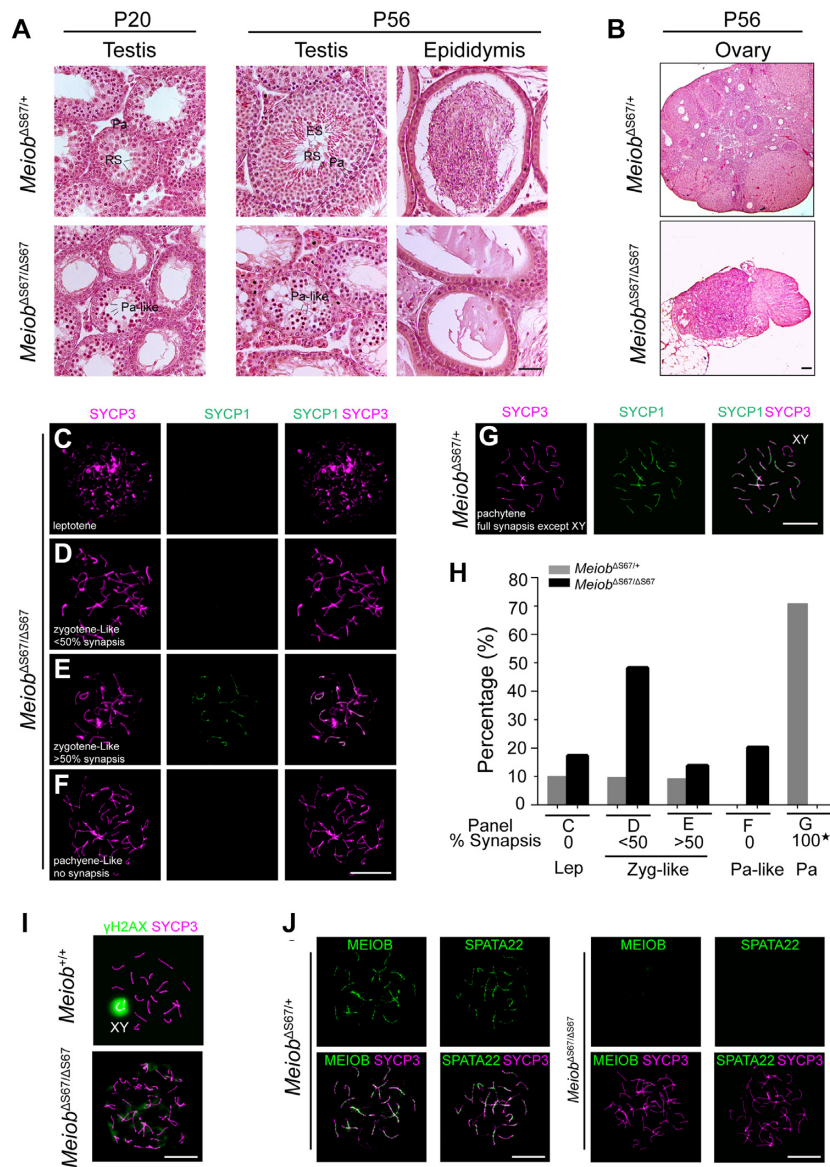 A
P20
P56
Testis
Testis
Epididymis
Meiob^ΔS67/+
Pa
RS
ES
RS
Pa
Meiob^ΔS67/ΔS67
Pa-like
Pa-like
B
P56
Ovary
Meiob^ΔS67/+
Meiob^ΔS67/ΔS67
SYCP3
SYCP1
SYCP1 SYCP3
Meiob^ΔS67/ΔS67
C
leptotene
D
zygotene-Like
<50% synapsis
E
zygotene-Like
>50% synapsis
F
pachyene-Like
no synapsis
SYCP3
SYCP1
SYCP1SYCP3
Meiob^ΔS67/+
G
pachytene
full synapsis except XY
XY
H
Meiob^ΔS67/+
Meiob^ΔS67/ΔS67
Percentage (%)
80
70
60
50
40
30
20
10
0
Panel C D E F G
% Synapsis 0 <50 >50 0 100★
Lep Zyg-like Pa-like Pa
I
γH2AX SYCP3
Meiob^+/+
XY
Meiob^ΔS67/ΔS67
J
Meiob^ΔS67/+
MEIOB
SPATA22
MEIOB SYCP3
SPATA22 SYCP3
Meiob^ΔS67/ΔS67
MEIOB
SPATA22
MEIOB SYCP3
SPATA22 SYCP3